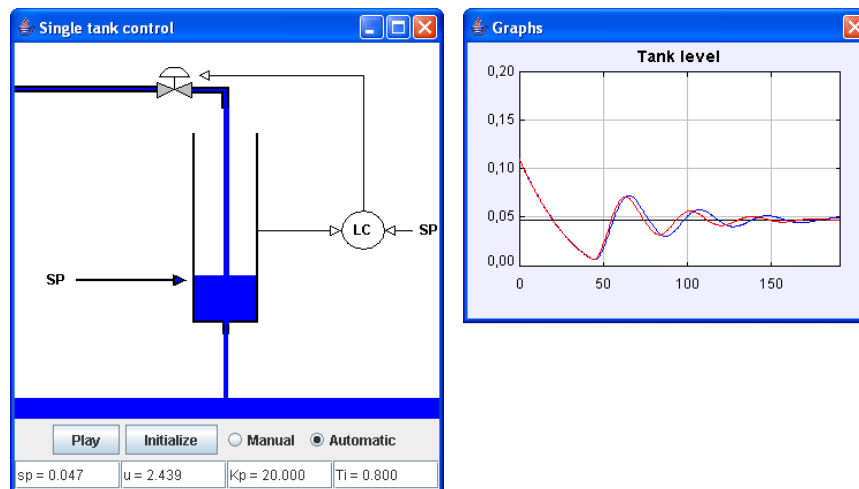 Single tank control
LC
SP
SP
Play
Initialize
Manual
Automatic
sp = 0.047
u = 2.439
Kp = 20.000
Ti = 0.800
Graphs
Tank level
0,20
0,15
0,10
0,05
0,00
0
50
100
150